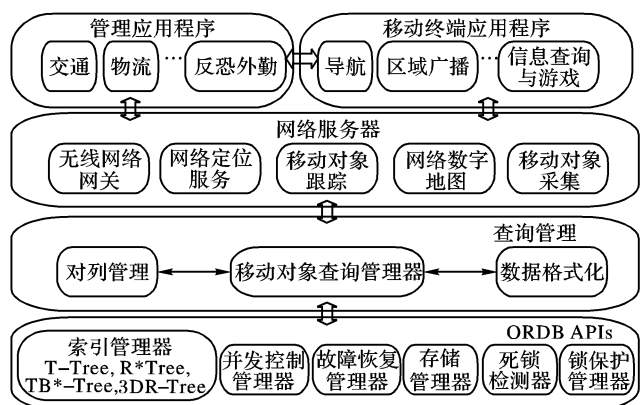 管理应用程序
移动终端应用程序
交通
物流
…
反恐外勤
导航
区域广播
…
信息查询
与游戏
网络服务器
无线网络
网关
网络定位
服务
移动对象
跟踪
网络数字
地图
移动对象
采集
查询管理
对列管理
移动对象查询管理器
数据格式化
ORDB APIs
索引管理器
T-Tree, R*Tree,
TB*-Tree,3DR-Tree
并发控制
管理器
故障恢复
管理器
存储
管理器
死锁
检测器
锁保护
管理器